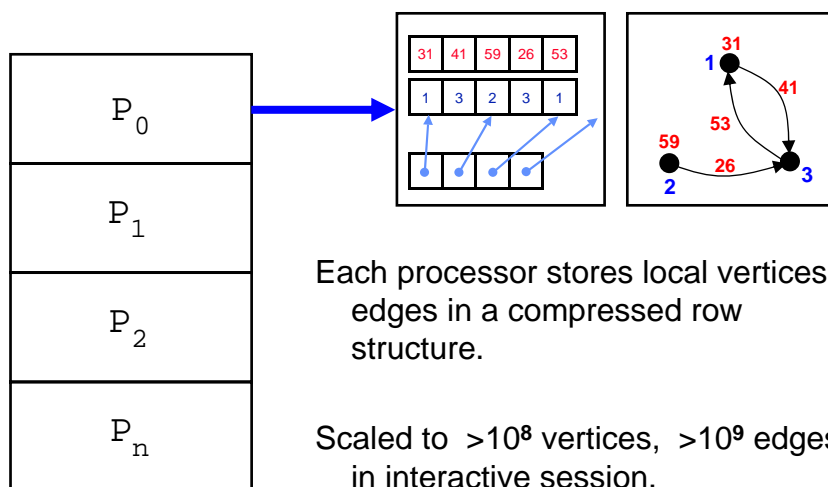 P0
P1
P2
Pn
31 41 59 26 53
1 3 2 3 1
31
1
41
53
59
26
2
3
Each processor stores local vertices
edges in a compressed row
structure.
Scaled to >10⁸ vertices, >10⁹ edges
in interactive session.